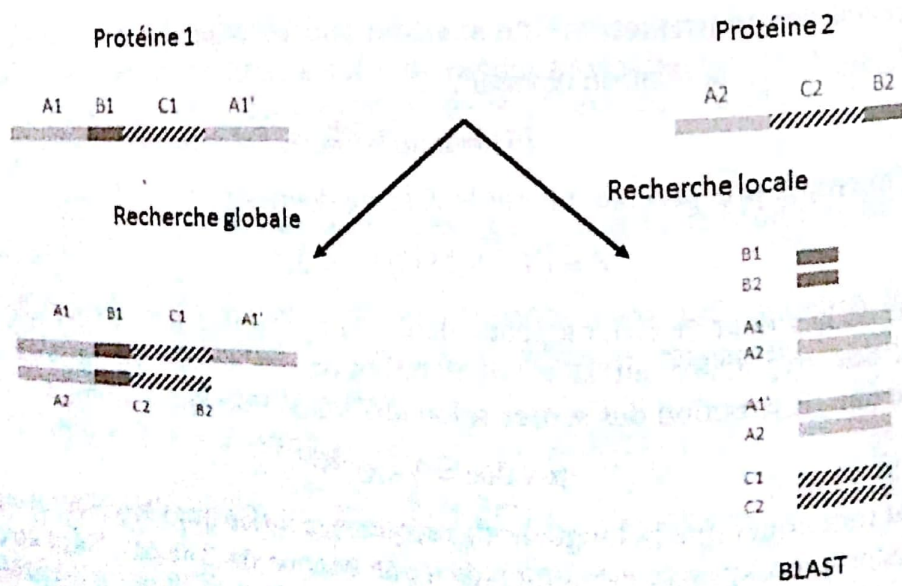 Protéine 1
Protéine 2
A1 B1 C1 A1'
A2 C2 B2
Recherche globale
Recherche locale
A1 B1 C1 A1'
A2 C2 B2
B1
B2
A1
A2
A1'
A2
C1
C2
BLAST